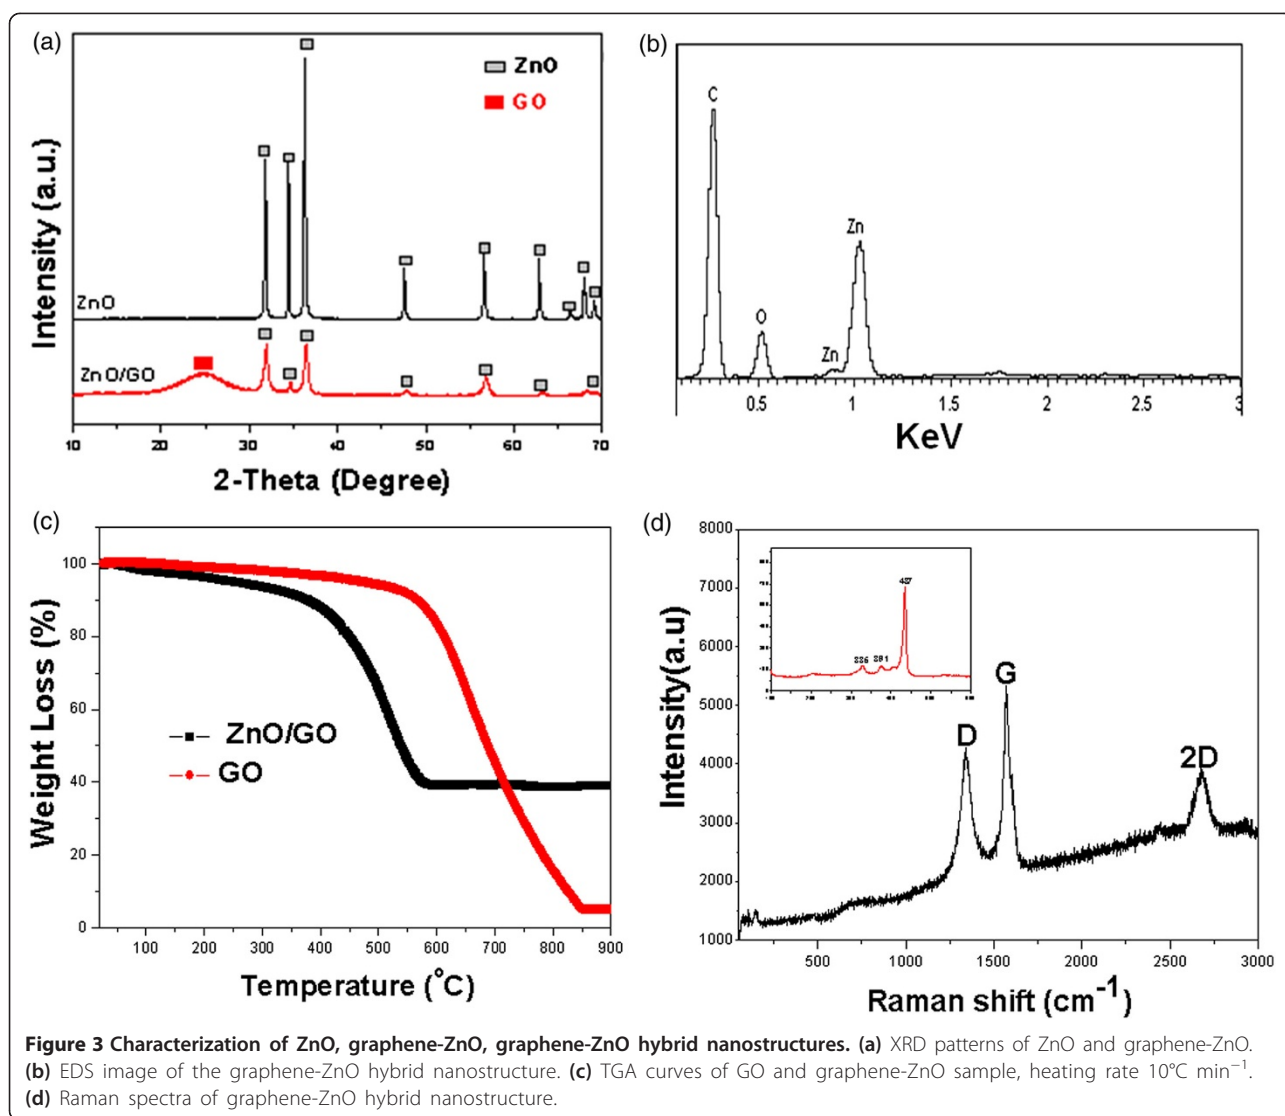 (a)
ZnO
GO
ZnO
ZnO/GO
Intensity (a.u.)
10 20 30 40 50 60 70
2-Theta (Degree)
(b)
C
O
Zn
Zn
0.5 1 1.5 2 2.5 3
KeV
(c)
100
80
60
40
20
0
Weight Loss (%)
ZnO/GO
GO
100 200 300 400 500 600 700 800 900
Temperature (°C)
(d)
8000
7000
6000
5000
4000
3000
2000
1000
Intensity(a.u)
D
G
2D
500 1000 1500 2000 2500 3000
Raman shift (cm-1)
Figure 3 Characterization of ZnO, graphene-ZnO, graphene-ZnO hybrid nanostructures. (a) XRD patterns of ZnO and graphene-ZnO.
(b) EDS image of the graphene-ZnO hybrid nanostructure. (c) TGA curves of GO and graphene-ZnO sample, heating rate 10°C min−1.
(d) Raman spectra of graphene-ZnO hybrid nanostructure.